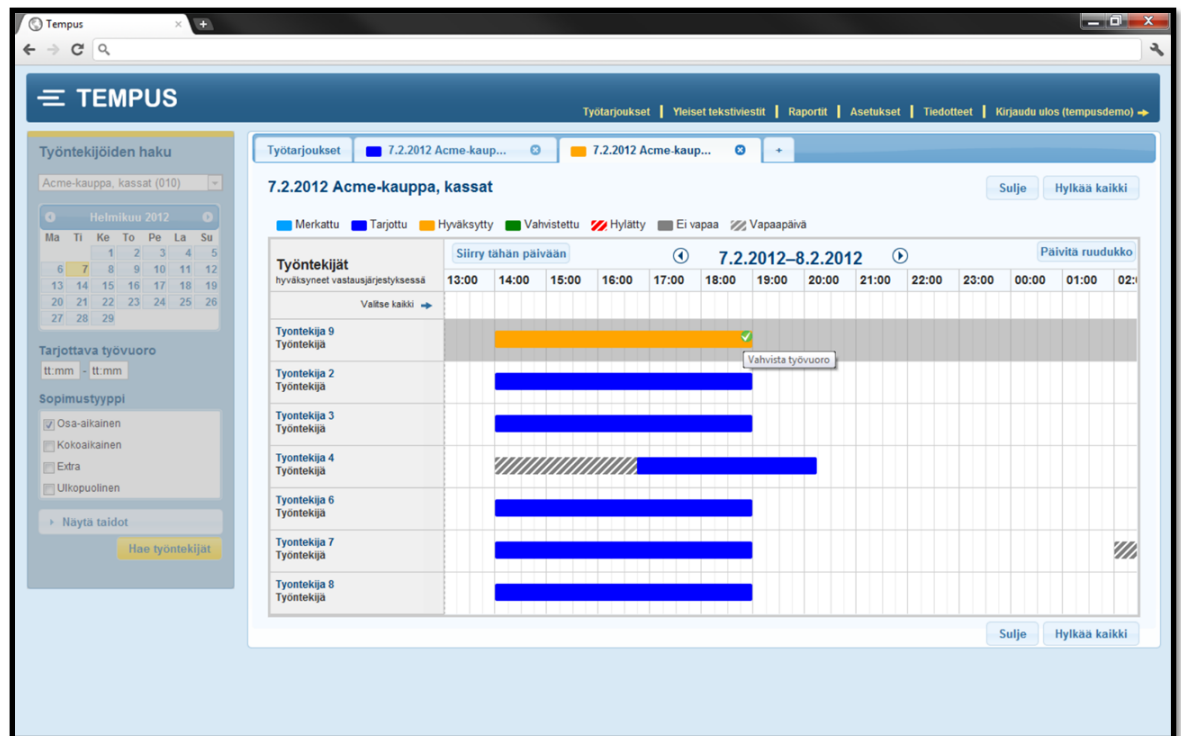 Tempus
TEMPUS
Työtarjoukset | Yleiset tekstiviestit | Raportit | Asetukset | Tiedotteet | Kirjaudu ulos (tempusdemo)
Työntekijöiden haku
Acme-kauppa, kassat (010)
Helmikuu 2012
Ma Ti Ke To Pe La Su
1 2 3 4 5
6 7 8 9 10 11 12
13 14 15 16 17 18 19
20 21 22 23 24 25 26
27 28 29
Tarjottava työvuoro
tt:mm - tt:mm
Sopimustyyppi
Osa-aikainen
Kokoaikainen
Extra
Ulkopuolinen
Näytä taidot
Hae työntekijät
Työtarjoukset 7.2.2012 Acme-kaup... 7.2.2012 Acme-kaup... +
7.2.2012 Acme-kauppa, kassat
Sulje Hylkää kaikki
Merkattu Tarjottu Hyväksytty Vahvistettu Hylätty Ei vapaa Vapaapäivä
Työntekijät
hyväksyneet vastausjärjestyksessä
Siirry tähän päivään 7.2.2012–8.2.2012 Päivitä ruudukko
13:00 14:00 15:00 16:00 17:00 18:00 19:00 20:00 21:00 22:00 23:00 00:00 01:00 02:
Valitse kaikki
Tyontekija 9
Työntekijä
Vahvista työvuoro
Tyontekija 2
Työntekijä
Tyontekija 3
Työntekijä
Tyontekija 4
Työntekijä
Tyontekija 6
Työntekijä
Tyontekija 7
Työntekijä
Tyontekija 8
Työntekijä
Sulje Hylkää kaikki